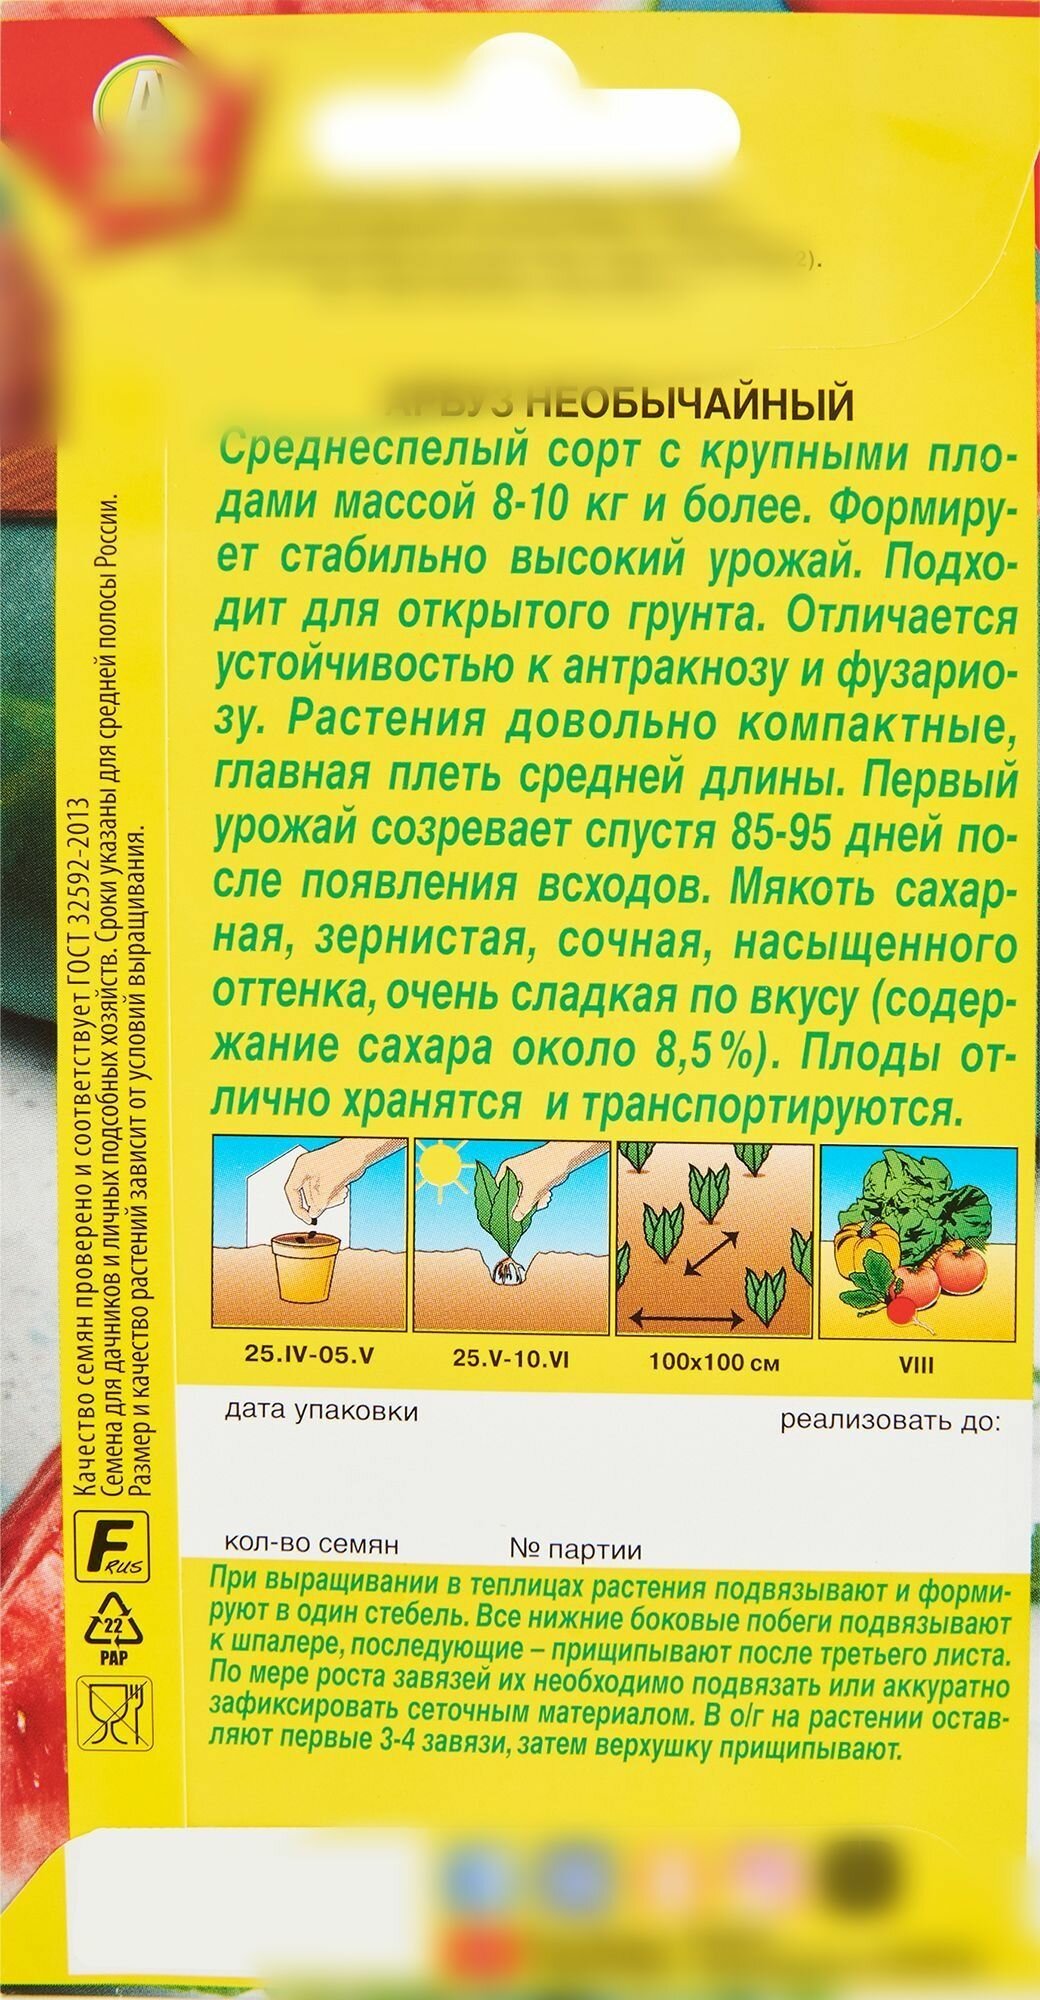 2).
АРБУЗ НЕОБЫЧАЙНЫЙ
Среднеспелый сорт с крупными пло-
дами массой 8-10 кг и более. Формиру-
ет стабильно высокий урожай. Подхо-
дит для открытого грунта. Отличается
устойчивостью к антракнозу и фузарио-
зу. Растения довольно компактные,
главная плеть средней длины. Первый
урожай созревает спустя 85-95 дней по-
сле появления всходов. Мякоть сахар-
ная, зернистая, сочная, насыщенного
оттенка, очень сладкая по вкусу (содер-
жание сахара около 8,5%). Плоды от-
лично хранятся и транспортируются.
25.IV-05.V
25.V-10.VI
100x100 см
VIII
дата упаковки
реализовать до:
кол-во семян
№ партии
При выращивании в теплицах растения подвязывают и форми-
руют в один стебель. Все нижние боковые побеги подвязывают
к шпалере, последующие – прищипывают после третьего листа.
По мере роста завязей их необходимо подвязать или аккуратно
зафиксировать сеточным материалом. В о/г на растении остав-
ляют первые 3-4 завязи, затем верхушку прищипывают.
Качество семян проверено и соответствует ГОСТ 32592-2013
Семена для дачников и личных подсобных хозяйств. Сроки указаны для средней полосы России.
Размер и качество растений зависит от условий выращивания.
F RUS
22
PAP